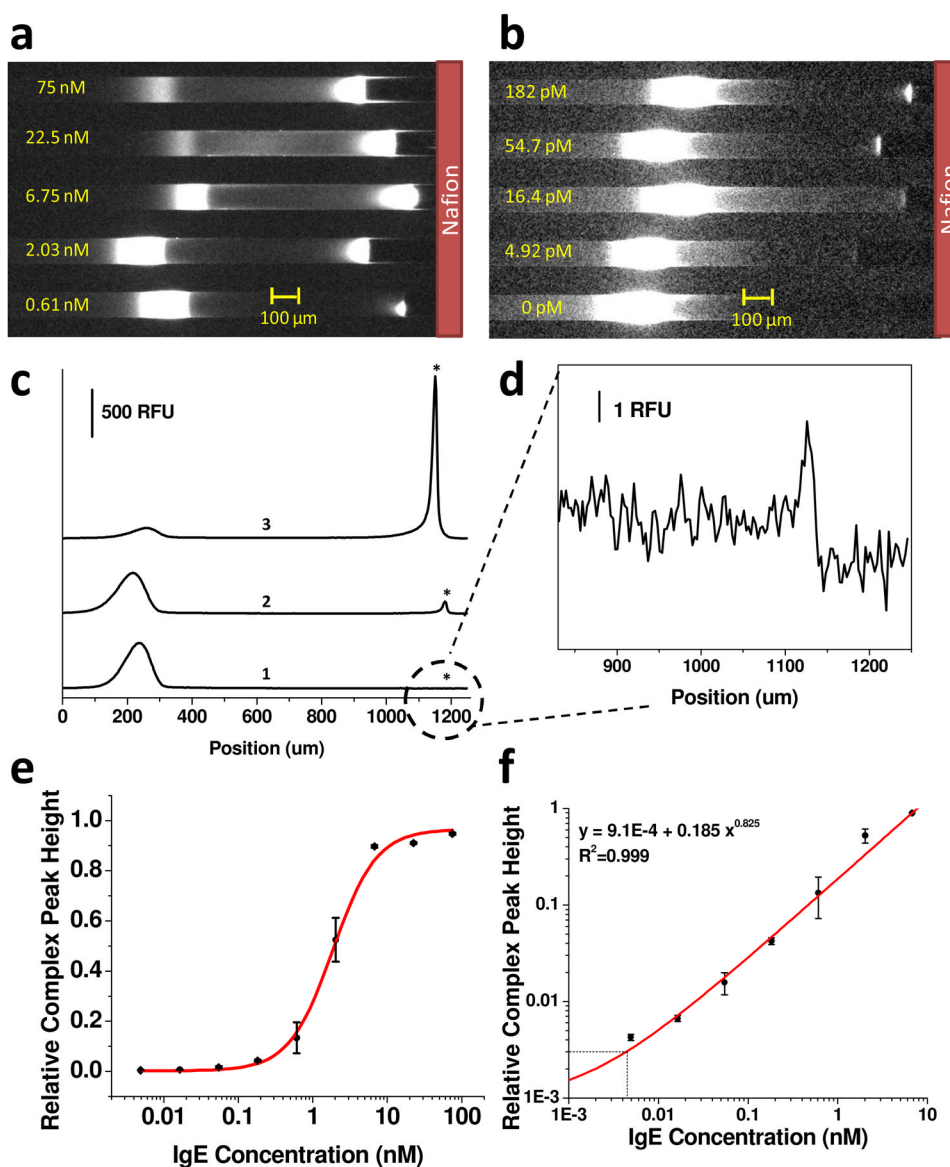 a
75 nM
22.5 nM
6.75 nM
2.03 nM
0.61 nM
100 µm
Nafion
b
182 pM
54.7 pM
16.4 pM
4.92 pM
0 pM
100 µm
Nafion
c
500 RFU
*
3
2
*
1
*
0 200 400 600 800 1000 1200
Position (um)
d
1 RFU
900 1000 1100 1200
Position (um)
e
Relative Complex Peak Height
1.0
0.8
0.6
0.4
0.2
0.0
0.01 0.1 1 10 100
IgE Concentration (nM)
f
Relative Complex Peak Height
y = 9.1E-4 + 0.185 x^0.825
R²=0.999
1
0.1
0.01
1E-3
1E-3 0.01 0.1 1 10
IgE Concentration (nM)